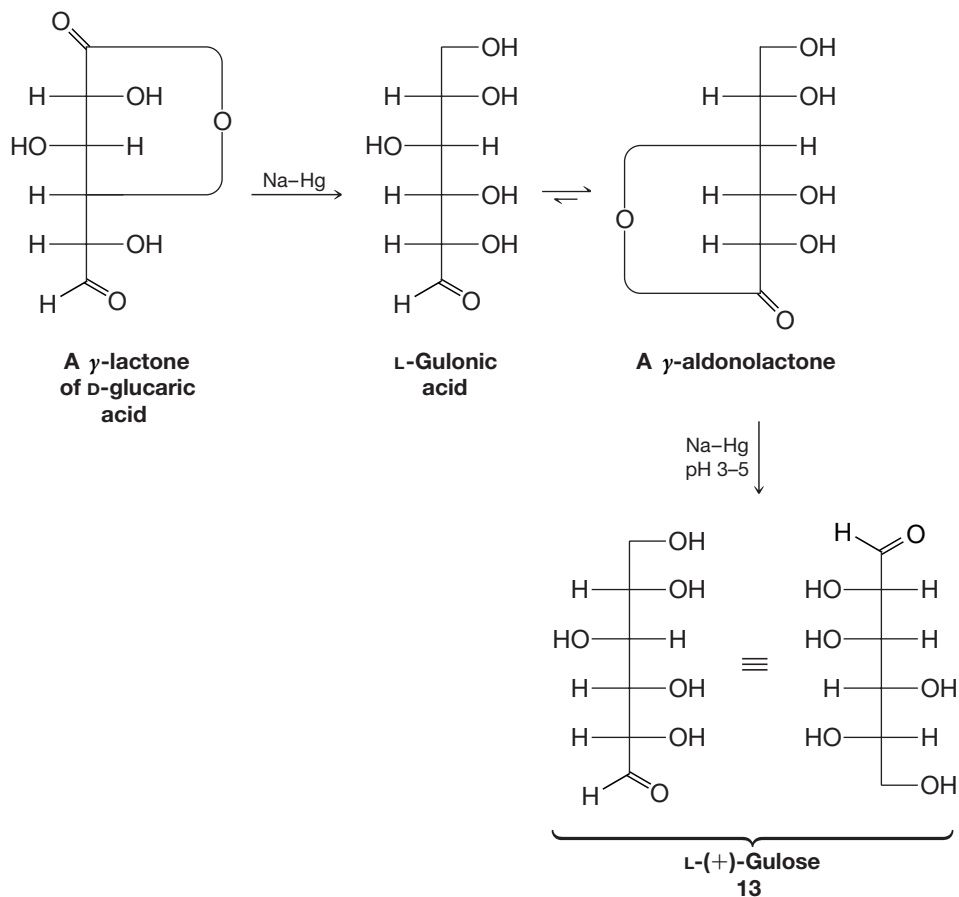 O
OH
OH
H OH
H OH
H OH
O
HO H
HO H
H
H
Na–Hg
H OH
O
H OH
H OH
H OH
H OH
H O
H O
O
A γ-lactone
of D-glucaric
acid
L-Gulonic
acid
A γ-aldonolactone
Na–Hg
pH 3–5
H O
OH
H OH
HO H
HO H
HO H
≡
H OH
H OH
H OH
HO H
H O
OH
L-(+)-Gulose
13